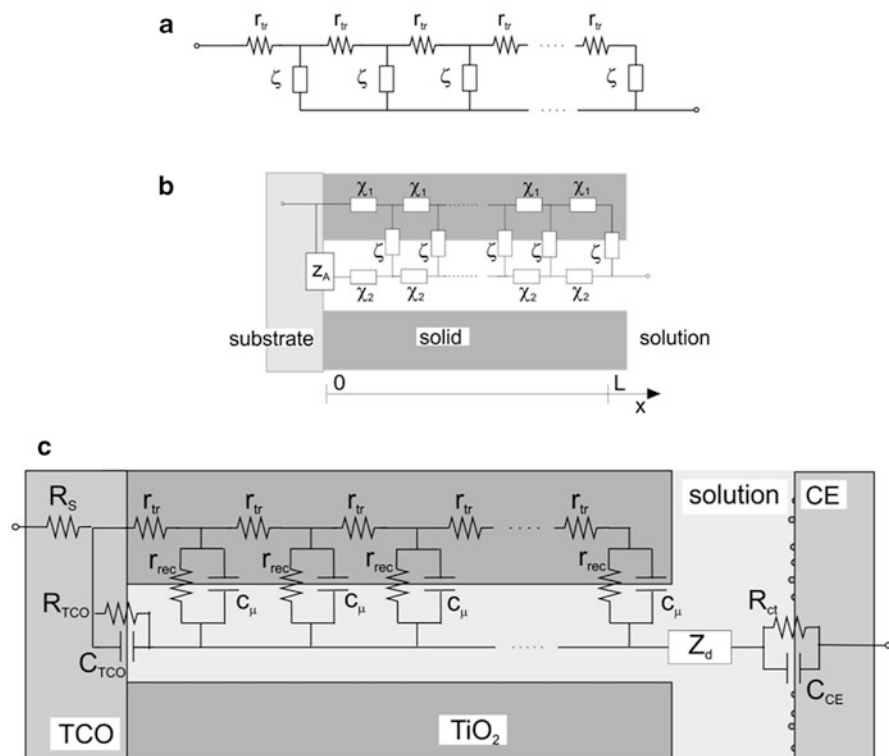 a
r_tr r_tr r_tr r_tr r_tr
ζ ζ ζ ζ
b
χ₁ χ₁ χ₁ χ₁
ζ ζ ζ ζ ζ
z_A
χ₂ χ₂ χ₂ χ₂
substrate solid solution
0 L
x
c
solution CE
R_S r_tr r_tr r_tr r_tr r_tr
r_rec r_rec r_rec r_rec
C_μ C_μ C_μ C_μ
R_TCO R_ct
C_TCO Z_d
C_CE
TCO TiO₂